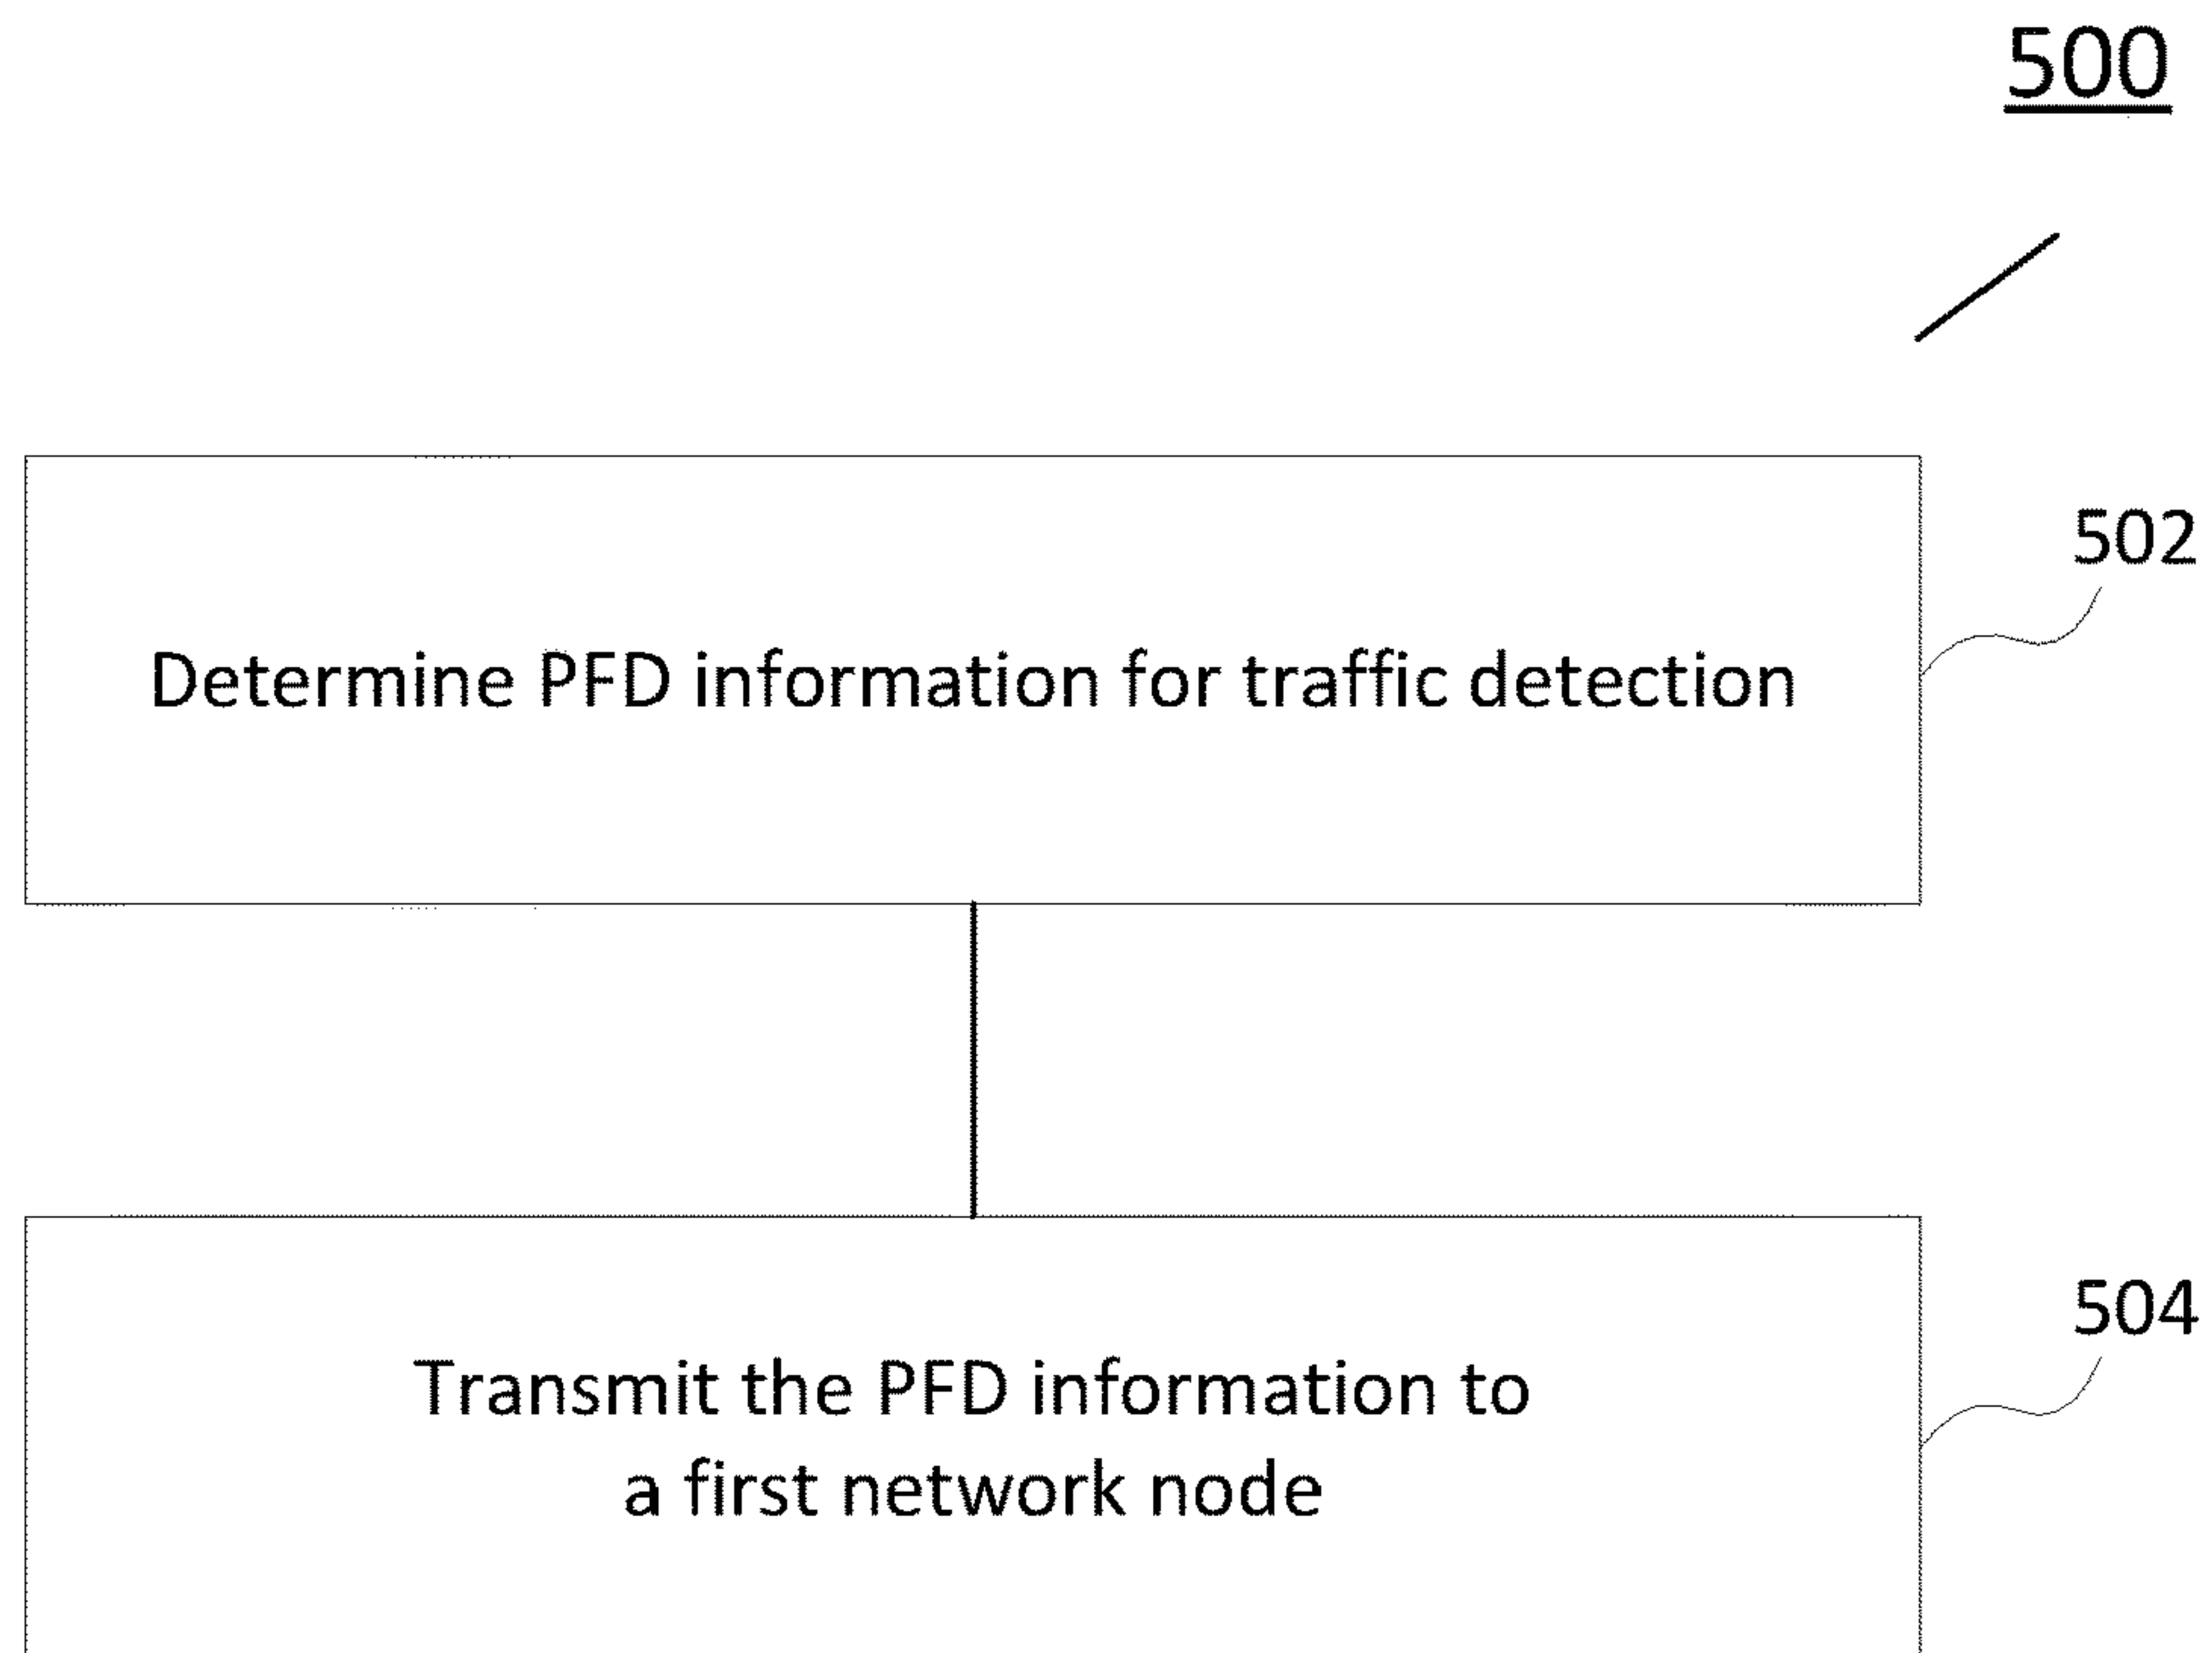 500
502
Determine PFD information for traffic detection
504
Transmit the PFD information to
a first network node